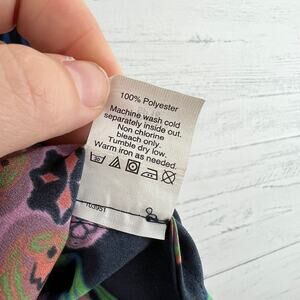 100% Polyester
Machine wash cold
separately inside out.
Non chlorine
bleach only.
Tumble dry low.
Warm iron as needed.